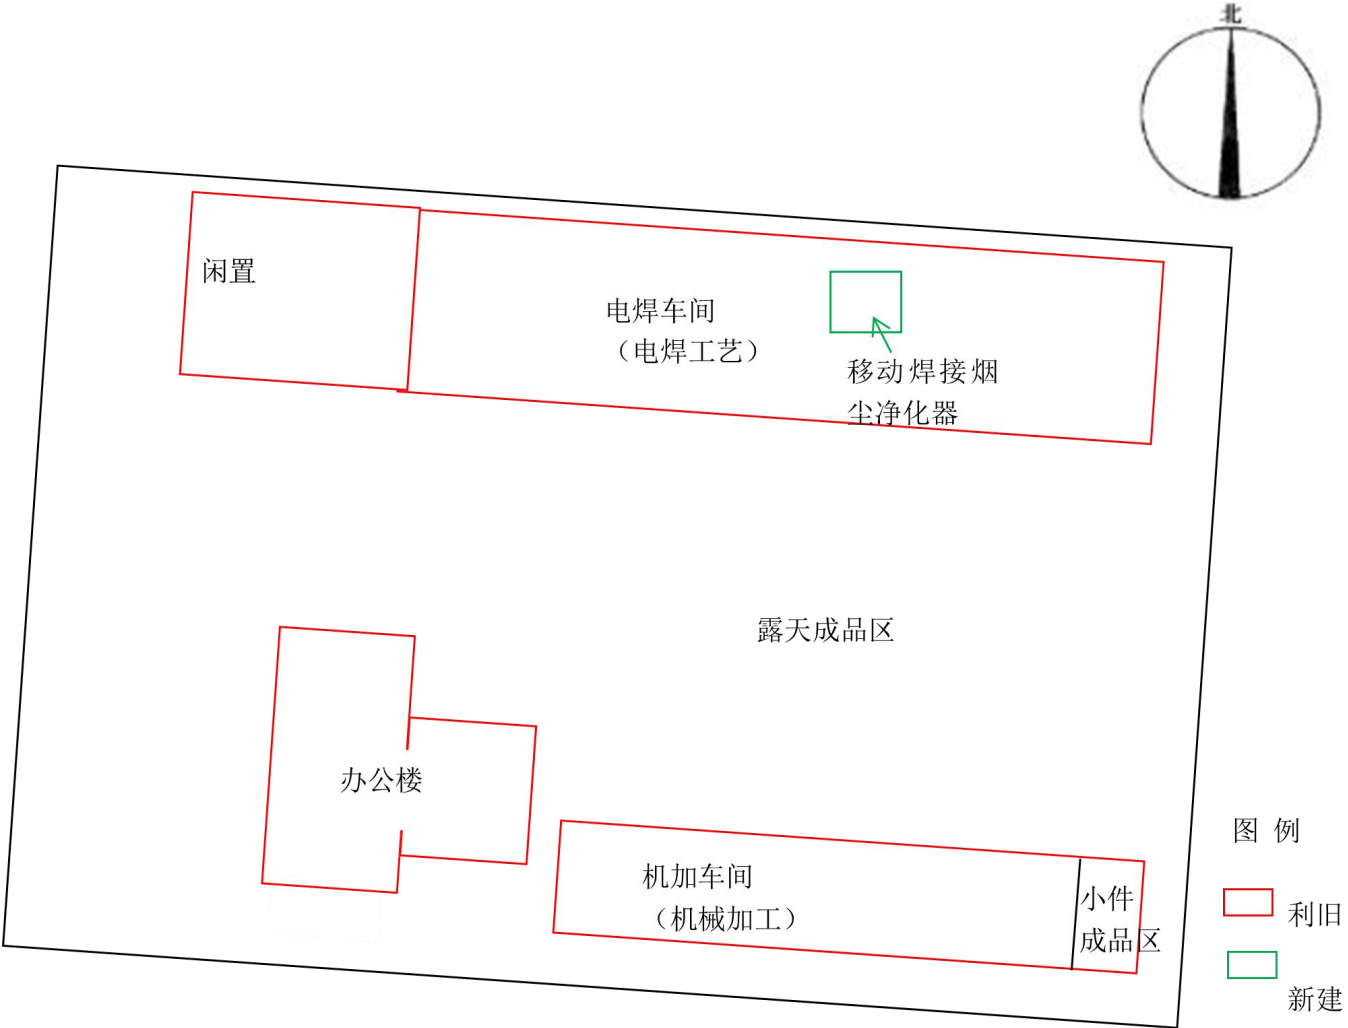 北
闲置
电焊车间
（电焊工艺）
移动焊接烟
尘净化器
露天成品区
办公楼
机加车间
（机械加工）
小件
成品区
图 例
利旧
新建